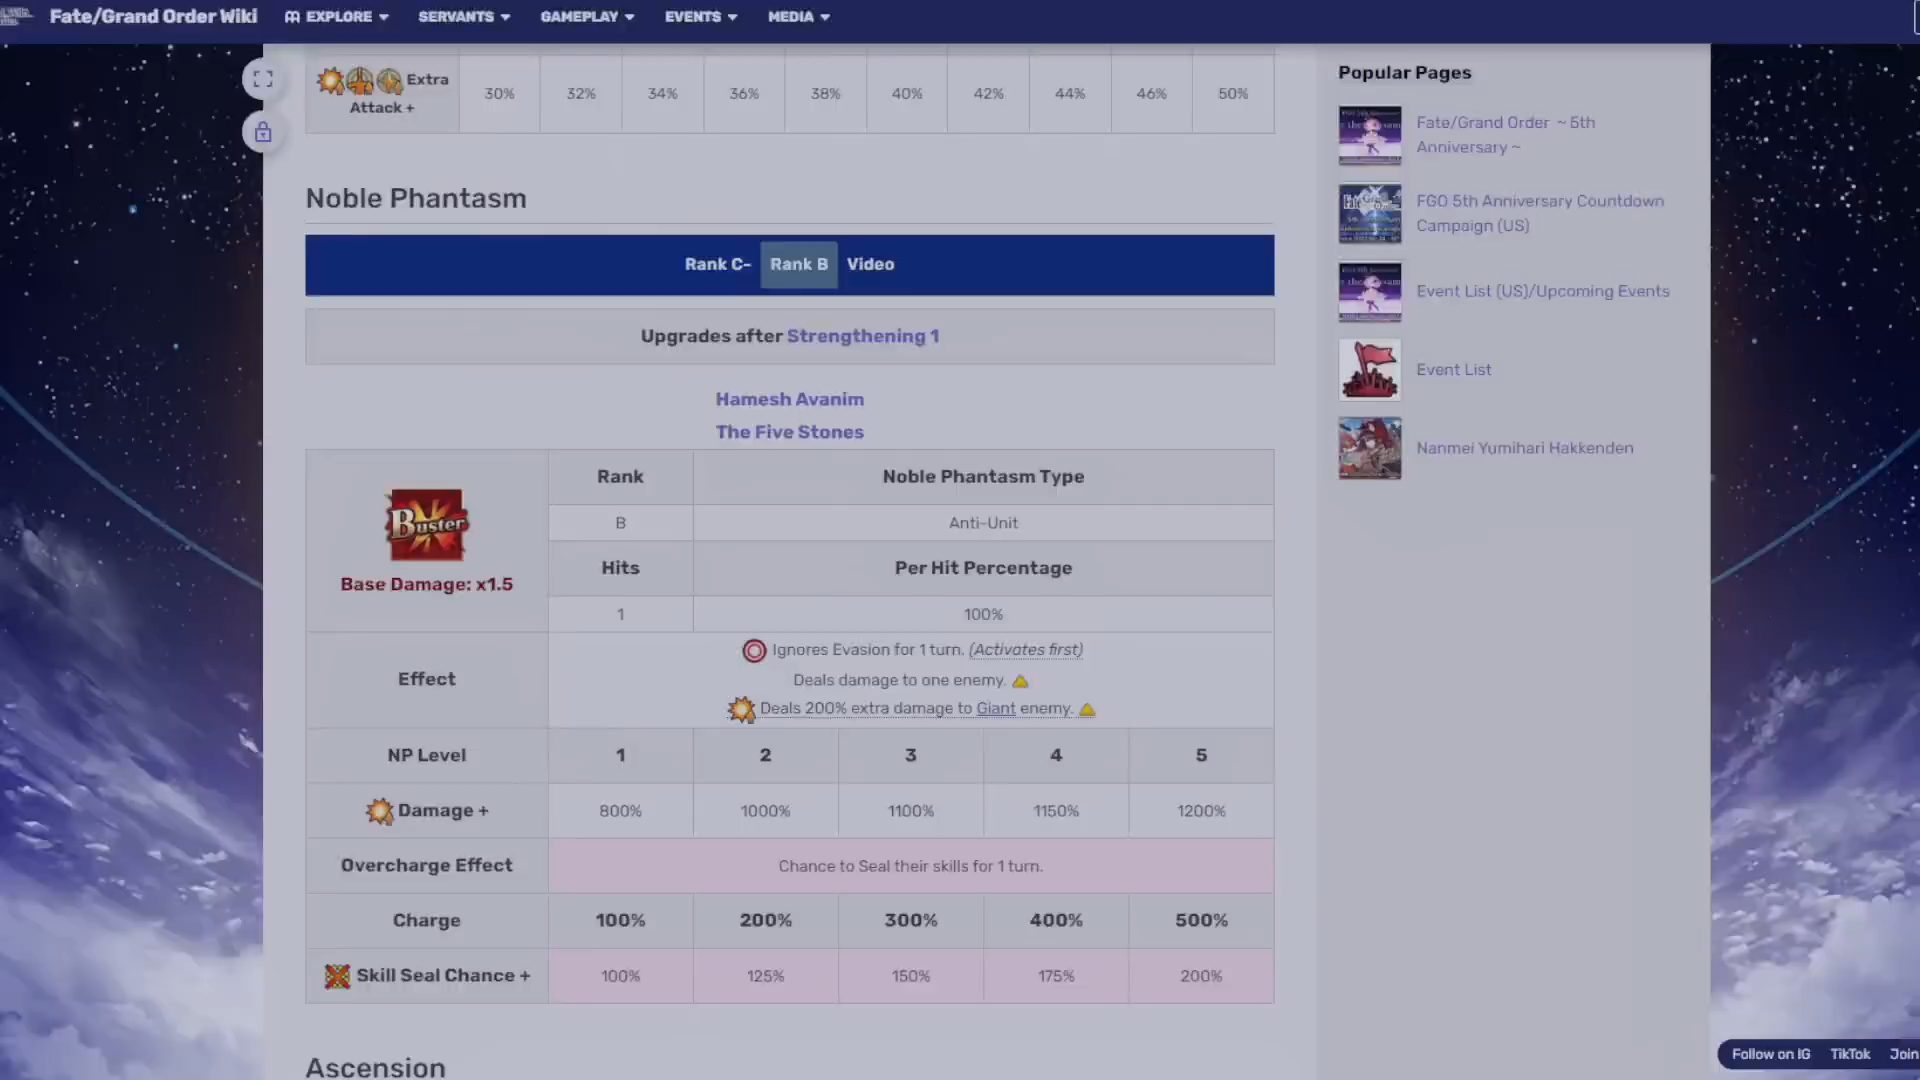 Fate/Grand Order Wiki
EXPLORE
SERVANTS
GAMEPLAY
EVENTS
MEDIA
Extra
Attack +
30% 32% 34% 36% 38% 40% 42% 44% 46% 50%
Noble Phantasm
Rank C- Rank B Video
Upgrades after Strengthening 1
Hamesh Avanim
The Five Stones
Buster
Base Damage: x1.5
Rank Noble Phantasm Type
B Anti-Unit
Hits Per Hit Percentage
1 100%
Effect
Ignores Evasion for 1 turn. (Activates first)
Deals damage to one enemy.
Deals 200% extra damage to Giant enemy.
NP Level 1 2 3 4 5
Damage + 800% 1000% 1100% 1150% 1200%
Overcharge Effect Chance to Seal their skills for 1 turn.
Charge 100% 200% 300% 400% 500%
Skill Seal Chance + 100% 125% 150% 175% 200%
Ascension
Popular Pages
Fate/Grand Order ~ 5th
Anniversary ~
FGO 5th Anniversary Countdown
Campaign (US)
Event List (US)/Upcoming Events
Event List
Nanmei Yumihari Hakkenden
Follow on IG TikTok Join